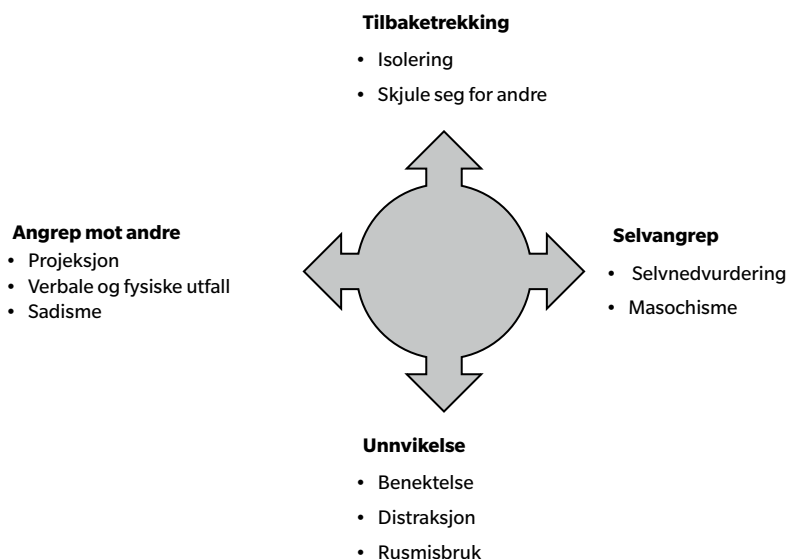 Tilbaketrekking
• Isolering
• Skjule seg for andre
Angrep mot andre
• Projeksjon
• Verbale og fysiske utfall
• Sadisme
Selvangrep
• Selvnedvurdering
• Masochisme
Unnvikelse
• Benektelse
• Distraksjon
• Rusmisbruk